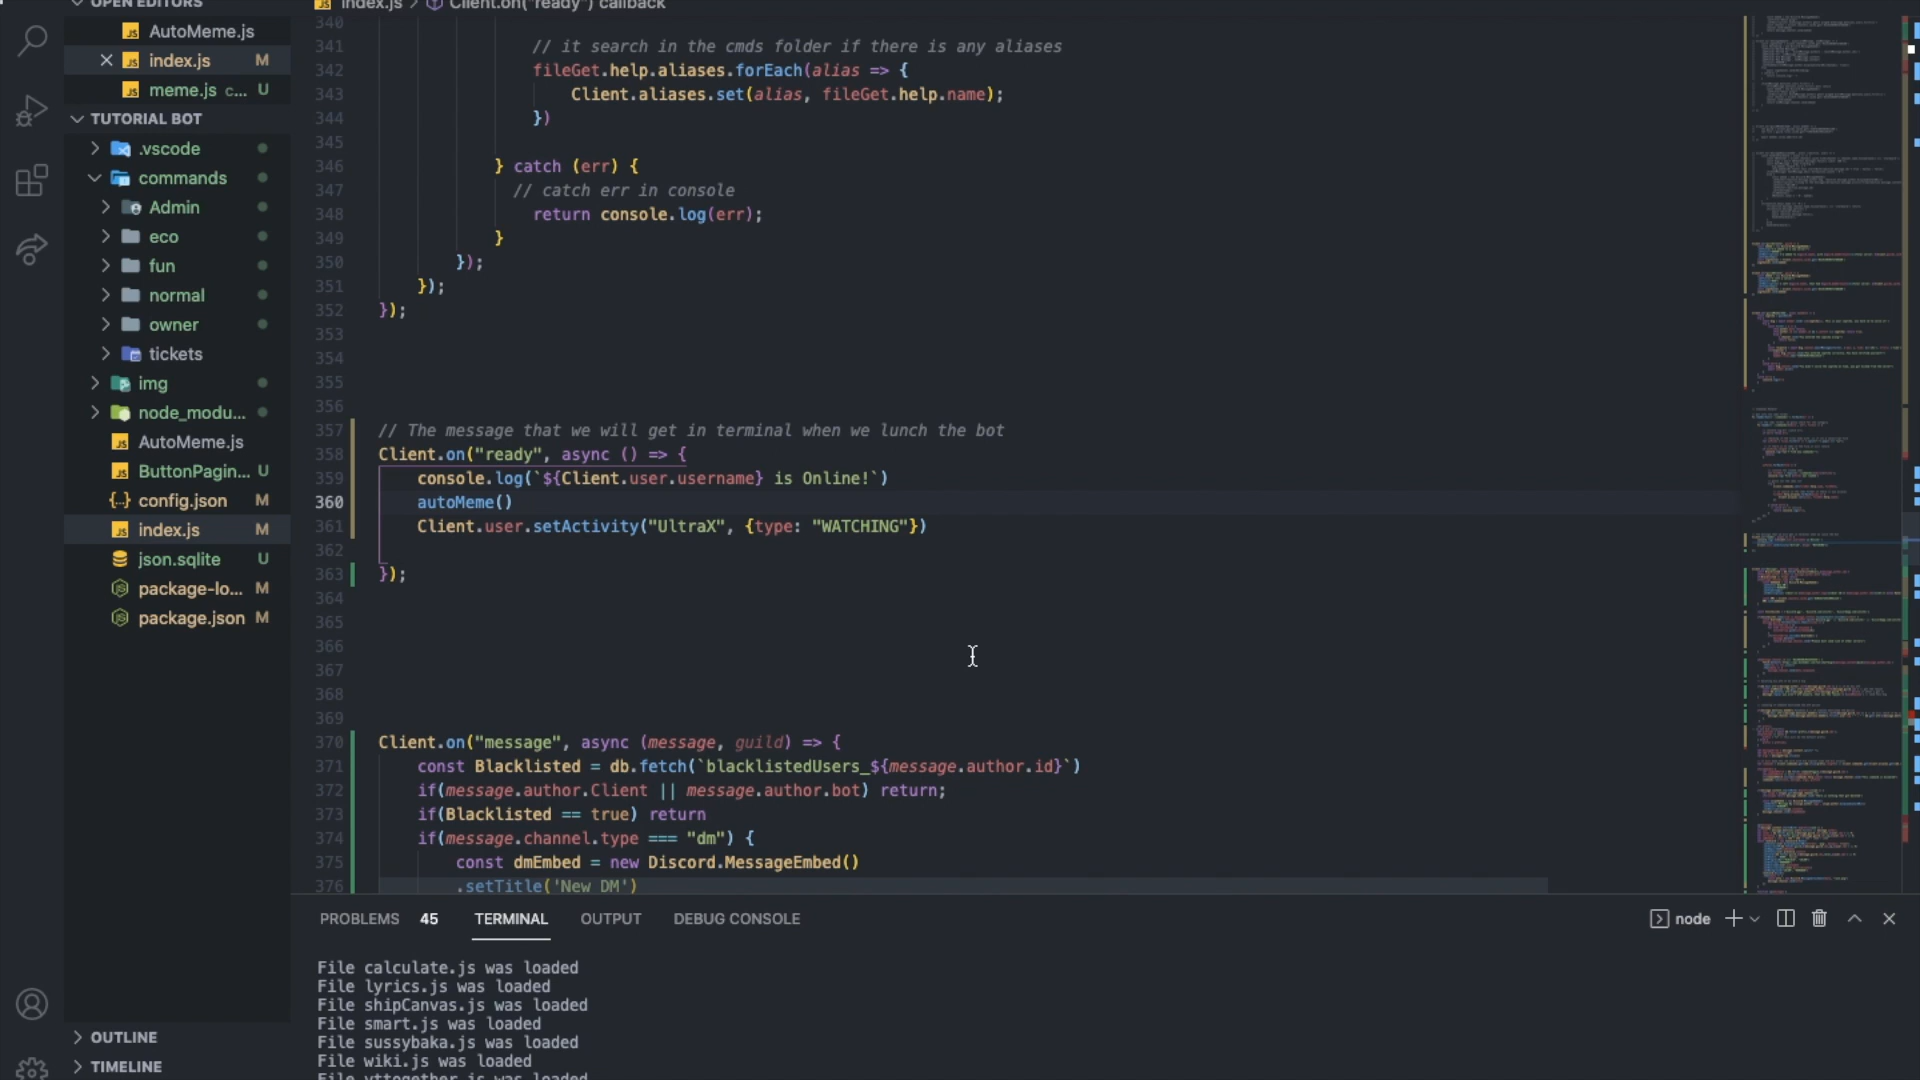 OPEN EDITORS
AutoMeme.js
index.js M
meme.js c... U
TUTORIAL BOT
.vscode
commands
Admin
eco
fun
normal
owner
tickets
img
node_modu...
AutoMeme.js
ButtonPagin... U
config.json M
index.js M
json.sqlite U
package-lo... M
package.json M
OUTLINE
TIMELINE
index.js > Client.on("ready") callback
340
341 // it search in the cmds folder if there is any aliases
342 fileGet.help.aliases.forEach(alias => {
343 Client.aliases.set(alias, fileGet.help.name);
344 })
345
346 } catch (err) {
347 // catch err in console
348 return console.log(err);
349 }
350 });
351 });
352 });
353
354
355
356
357 // The message that we will get in terminal when we lunch the bot
358 Client.on("ready", async () => {
359 console.log(`${Client.user.username} is Online!`)
360 autoMeme()
361 Client.user.setActivity("UltraX", {type: "WATCHING"})
362
363 });
364
365
366
367
368
369
370 Client.on("message", async (message, guild) => {
371 const Blacklisted = db.fetch(`blacklistedUsers_${message.author.id}`)
372 if(message.author.Client || message.author.bot) return;
373 if(Blacklisted == true) return
374 if(message.channel.type === "dm") {
375 const dmEmbed = new Discord.MessageEmbed()
376 .setTitle('New DM')
PROBLEMS 45 TERMINAL OUTPUT DEBUG CONSOLE node
File calculate.js was loaded
File lyrics.js was loaded
File shipCanvas.js was loaded
File smart.js was loaded
File sussybaka.js was loaded
File wiki.js was loaded
File yttogether.js was loaded